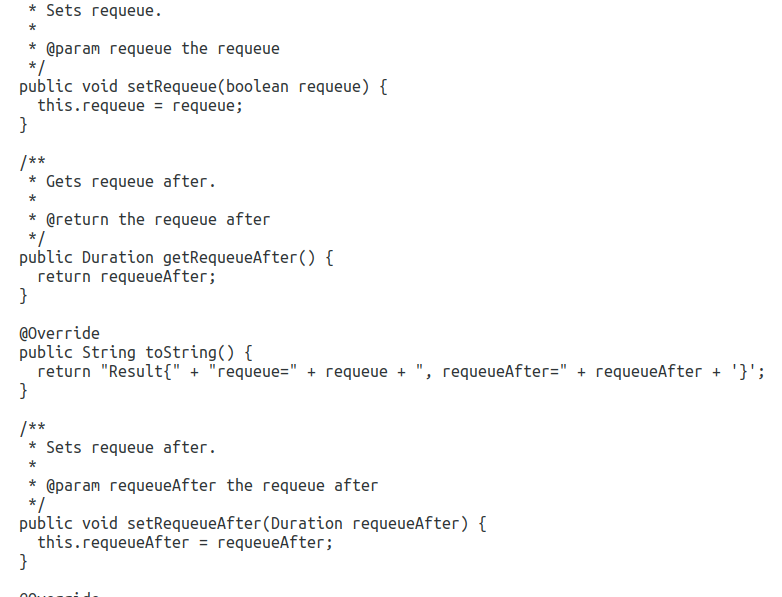 * Sets requeue.
*
* @param requeue the requeue
*/
public void setRequeue(boolean requeue) {
this.requeue = requeue;
}
/**
* Gets requeue after.
*
* @return the requeue after
*/
public Duration getRequeueAfter() {
return requeueAfter;
}
@Override
public String toString() {
return "Result{" + "requeue=" + requeue + ", requeueAfter=" + requeueAfter + '}';
}
/**
* Sets requeue after.
*
* @param requeueAfter the requeue after
*/
public void setRequeueAfter(Duration requeueAfter) {
this.requeueAfter = requeueAfter;
}